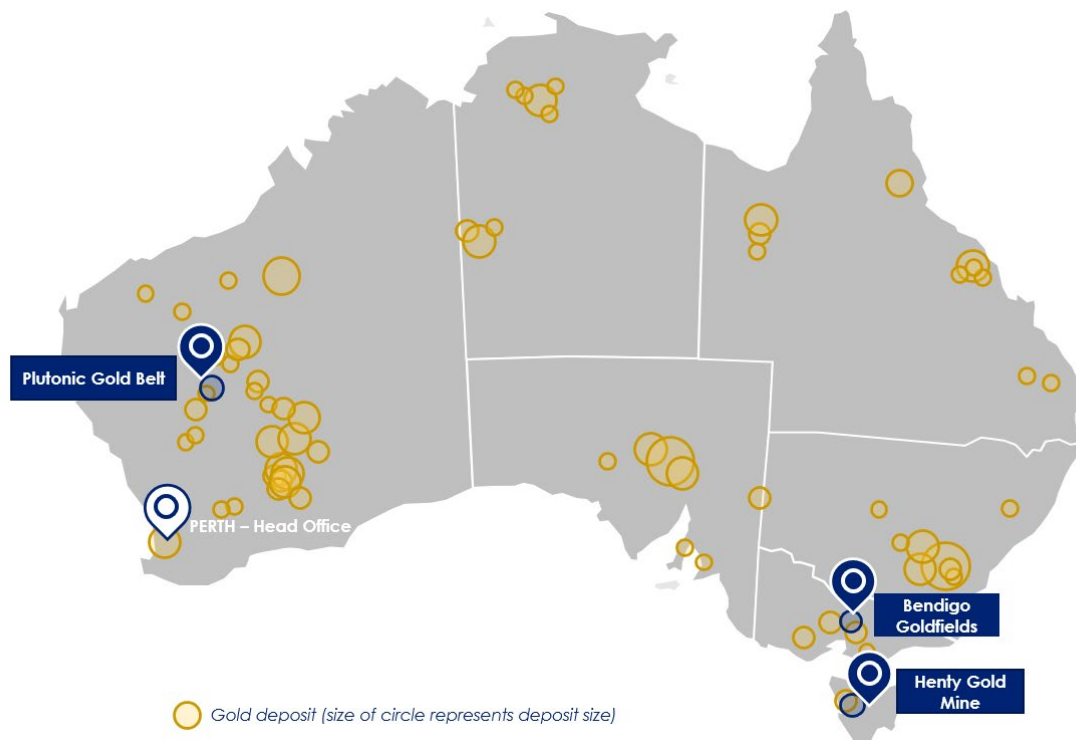 Plutonic Gold Belt
PERTH – Head Office
Bendigo
Goldfields
Henty Gold
Mine
Gold deposit (size of circle represents deposit size)